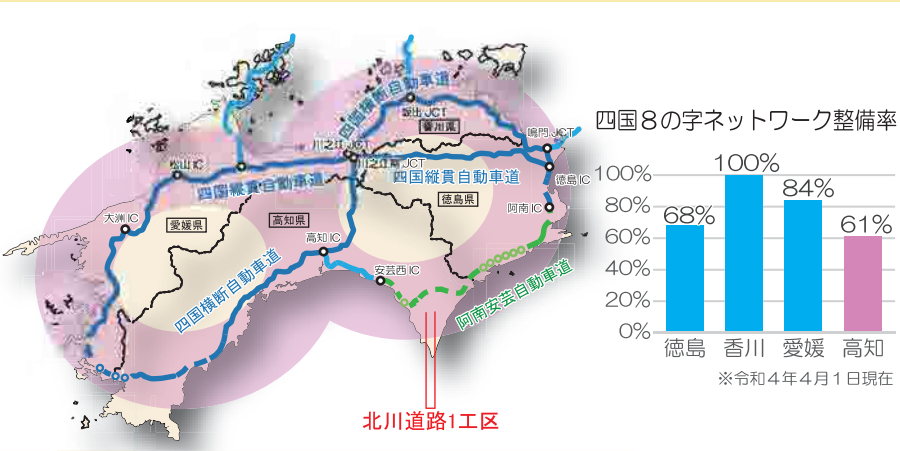 四国横断自動車道
坂出JCT
香川県
鳴門JCT
川之江JCT
川之江東JCT
松山IC
四国縦貫自動車道
四国縦貫自動車道
徳島IC
徳島県
阿南IC
大洲IC
愛媛県
高知県
高知IC
安芸西IC
四国横断自動車道
阿南安芸自動車道
北川道路1工区
四国8の字ネットワーク整備率
100%
80%
60%
40%
20%
0%
68%
100%
84%
61%
徳島
香川
愛媛
高知
※令和4年4月1日現在